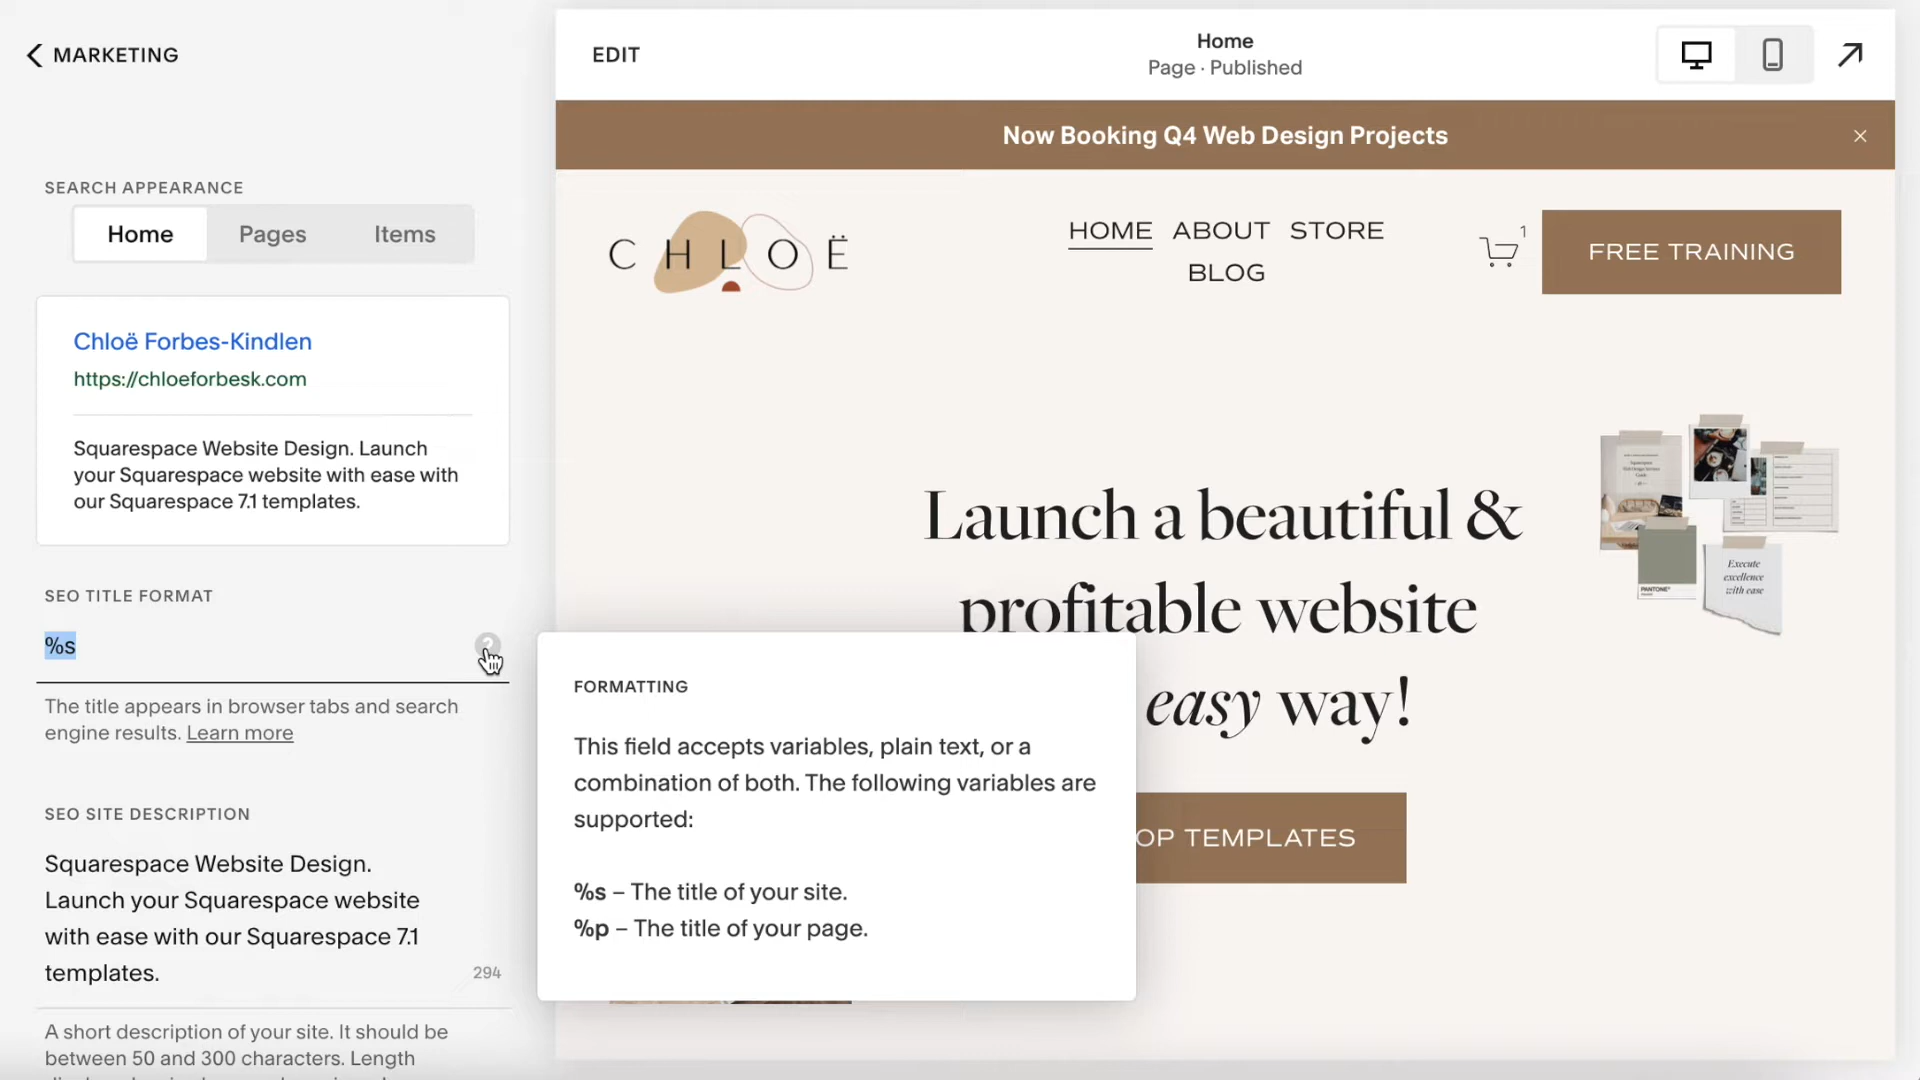 MARKETING
SEARCH APPEARANCE
Home Pages Items
Chloë Forbes-Kindlen
https://chloeforbesk.com
Squarespace Website Design. Launch
your Squarespace website with ease with
our Squarespace 7.1 templates.
SEO TITLE FORMAT
%s
?
The title appears in browser tabs and search
engine results. Learn more
SEO SITE DESCRIPTION
Squarespace Website Design.
Launch your Squarespace website
with ease with our Squarespace 7.1
templates.
294
A short description of your site. It should be
between 50 and 300 characters. Length
EDIT
Home
Page · Published
Now Booking Q4 Web Design Projects
CHLOË
HOME ABOUT STORE
BLOG
1
FREE TRAINING
Launch a beautiful &
profitable website
easy way!
PANTONE®
Execute
excellence
with ease
OP TEMPLATES
FORMATTING
This field accepts variables, plain text, or a
combination of both. The following variables are
supported:
%s – The title of your site.
%p – The title of your page.